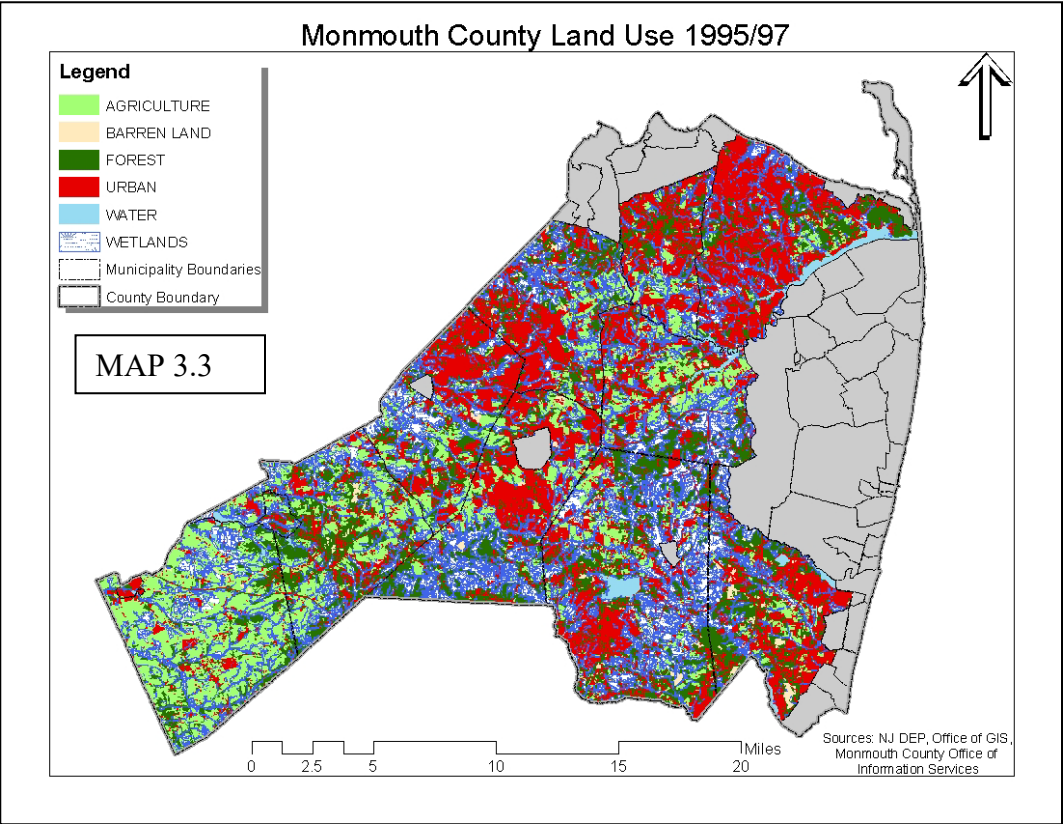 Monmouth County Land Use 1995/97
Legend
AGRICULTURE
BARREN LAND
FOREST
URBAN
WATER
WETLANDS
Municipality Boundaries
County Boundary
MAP 3.3
Miles
0 2.5 5 10 15 20
Sources: NJ DEP, Office of GIS,
Monmouth County Office of
Information Services